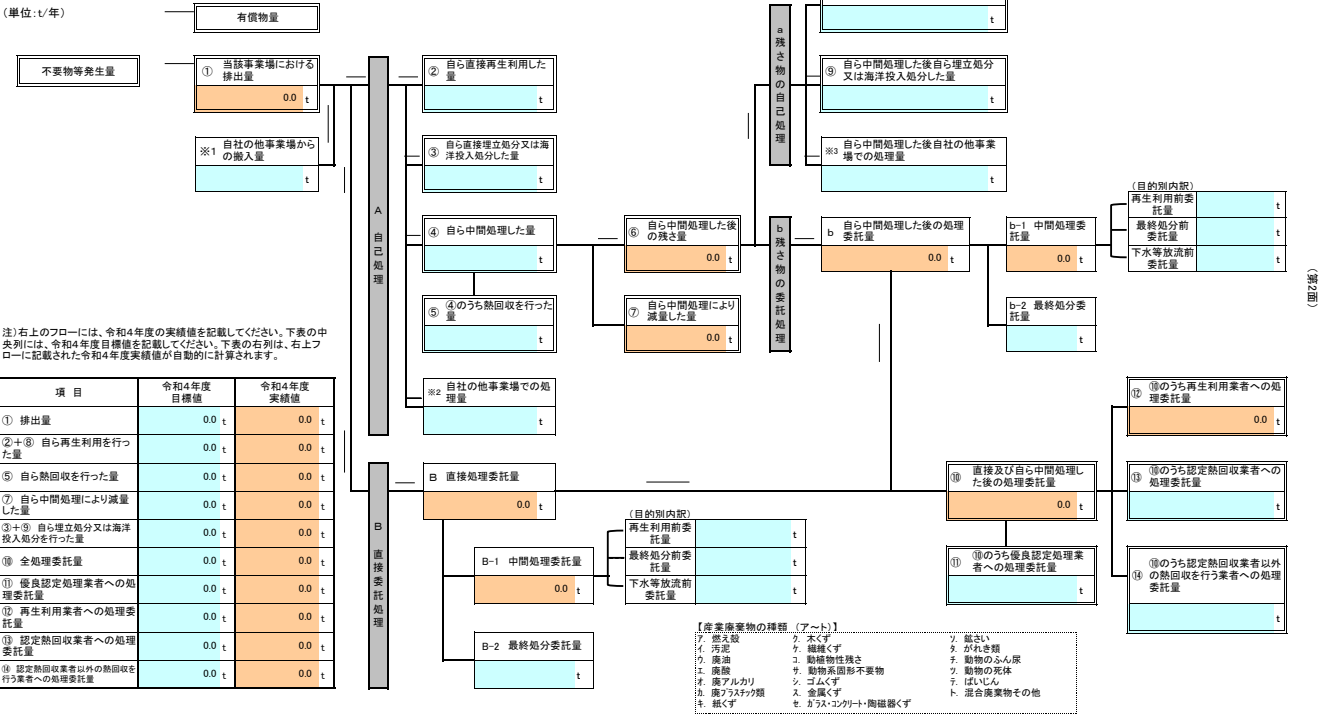 (単位:t/年)
有償物量
t
不要物等発生量
① 当該事業場における
排出量
0.0 t
※1 自社の他事業場から
の搬入量
t
A 自己処理
② 自ら直接再生利用した
量
t
③ 自ら直接埋立処分又は海
洋投入処分した量
t
④ 自ら中間処理した量
t
⑤ ④のうち熱回収を行った
量
t
※2 自社の他事業場での処
理量
t
⑥ 自ら中間処理した後
の残さ量
0.0 t
⑦ 自ら中間処理により
減量した量
0.0 t
a 残さ物の自己処理
⑨ 自ら中間処理した後自ら埋立処分
又は海洋投入処分した量
t
※3 自ら中間処理した後自社の他事業
場での処理量
t
b 残さ物の委託処理
b 自ら中間処理した後の処理
委託量
0.0 t
b-1 中間処理委
託量
0.0 t
(目的別内訳)
再生利用前委
託量
t
最終処分前
委託量
t
下水等放流前
委託量
t
b-2 最終処分委
託量
t
(第2面)
注)右上のフローには、令和4年度の実績値を記載してください。下表の中
央列には、令和4年度目標値を記載してください。下表の右列は、右上フ
ローに記載された令和4年度実績値が自動的に計算されます。
項 目 令和4年度
目標値 令和4年度
実績値
① 排出量 0.0 t 0.0 t
②+⑧ 自ら再生利用を行っ
た量 0.0 t 0.0 t
⑤ 自ら熱回収を行った量 0.0 t 0.0 t
⑦ 自ら中間処理により減量
した量 0.0 t 0.0 t
③+⑨ 自ら埋立処分又は海洋
投入処分を行った量 0.0 t 0.0 t
⑩ 全処理委託量 0.0 t 0.0 t
⑪ 優良認定処理業者への処
理委託量 0.0 t 0.0 t
⑫ 再生利用業者への処理委
託量 0.0 t 0.0 t
⑬ 認定熱回収業者への処理
委託量 0.0 t 0.0 t
⑭ 認定熱回収業者以外の熱回収を
行う業者への処理委託量 0.0 t 0.0 t
B 直接委託処理
B 直接処理委託量
0.0 t
B-1 中間処理委託量
0.0 t
(目的別内訳)
再生利用前委
託量
t
最終処分前委
託量
t
下水等放流前
委託量
t
B-2 最終処分委託量
t
⑩ 直接及び自ら中間処理し
た後の処理委託量
0.0 t
⑪ ⑩のうち優良認定処理業
者への処理委託量
t
⑫ ⑩のうち再生利用業者への処
理委託量
0.0 t
⑬ ⑩のうち認定熱回収業者への
処理委託量
t
⑭ ⑩のうち認定熱回収業者以外
の熱回収を行う業者への処理
委託量
t
【産業廃棄物の種類 (ア~ト)】
ア. 燃え殻 ク. 木くず ソ. 鉱さい
イ. 汚泥 ケ. 繊維くず タ. がれき類
ウ. 廃油 コ. 動植物性残さ チ. 動物のふん尿
エ. 廃酸 サ. 動物系固形不要物 ツ. 動物の死体
オ. 廃アルカリ シ. ゴムくず テ. ばいじん
カ. 廃プラスチック類 ス. 金属くず ト. 混合廃棄物その他
キ. 紙くず セ. ガラス・コンクリート・陶磁器くず